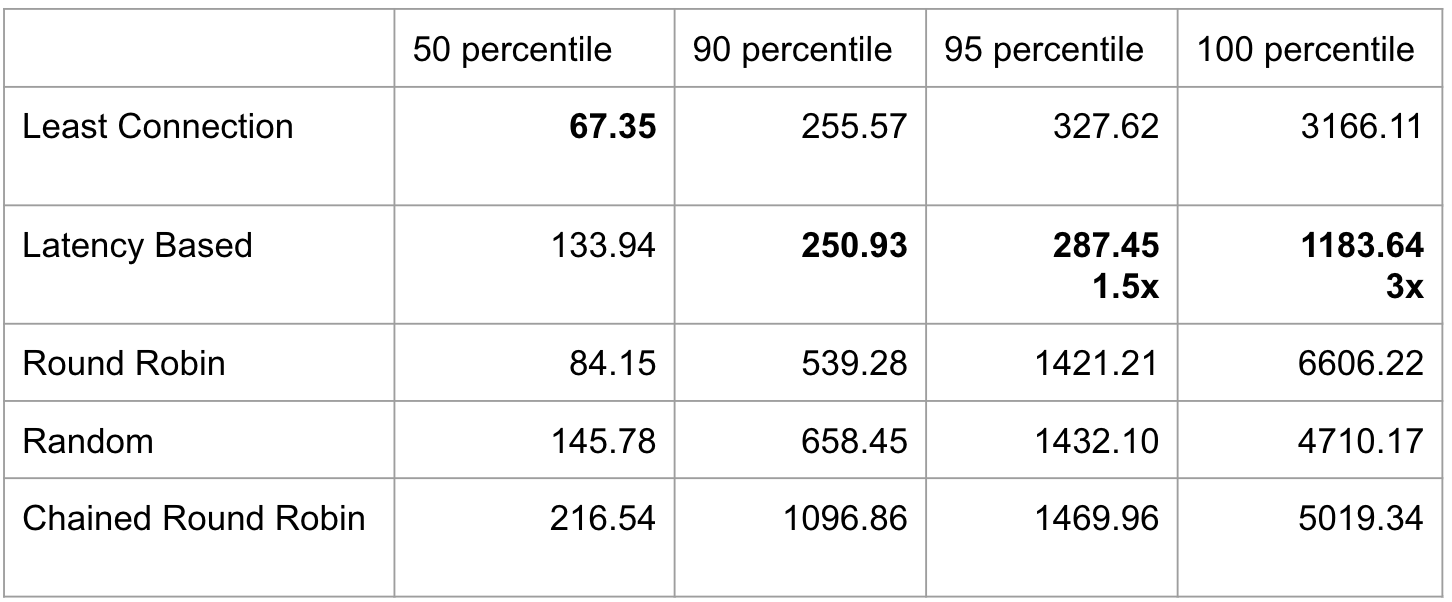 50 percentile 90 percentile 95 percentile 100 percentile
Least Connection 67.35 255.57 327.62 3166.11
Latency Based 133.94 250.93 287.45 1183.64
1.5x 3x
Round Robin 84.15 539.28 1421.21 6606.22
Random 145.78 658.45 1432.10 4710.17
Chained Round Robin 216.54 1096.86 1469.96 5019.34